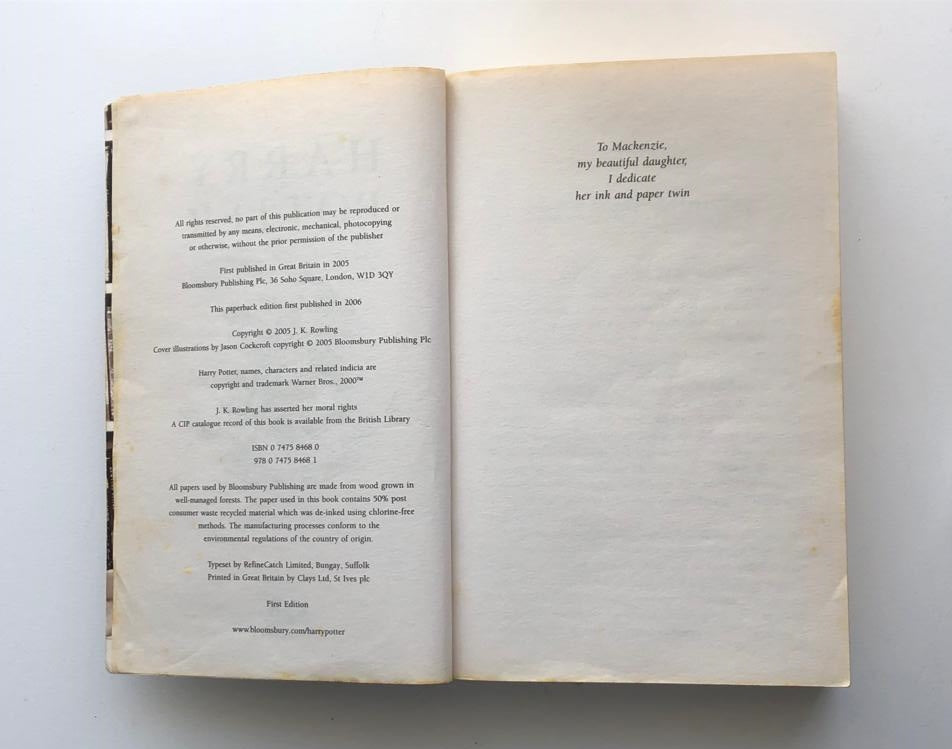 All rights reserved, no part of this publication may be reproduced or
transmitted by any means, electronic, mechanical, photocopying
or otherwise, without the prior permission of the publisher
First published in Great Britain in 2005
Bloomsbury Publishing Plc, 36 Soho Square, London, W1D 3QY
This paperback edition first published in 2006
Copyright © 2005 J. K. Rowling
Cover illustrations by Jason Cockcroft copyright © 2005 Bloomsbury Publishing Plc
Harry Potter, names, characters and related indicia are
copyright and trademark Warner Bros., 2000™
J. K. Rowling has asserted her moral rights
A CIP catalogue record of this book is available from the British Library
ISBN 0 7475 8468 0
978 0 7475 8468 1
All papers used by Bloomsbury Publishing are made from wood grown in
well-managed forests. The paper used in this book contains 50% post
consumer waste recycled material which was de-inked using chlorine-free
methods. The manufacturing processes conform to the
environmental regulations of the country of origin.
Typeset by RefineCatch Limited, Bungay, Suffolk
Printed in Great Britain by Clays Ltd, St Ives plc
First Edition
www.bloomsbury.com/harrypotter
To Mackenzie,
my beautiful daughter,
I dedicate
her ink and paper twin